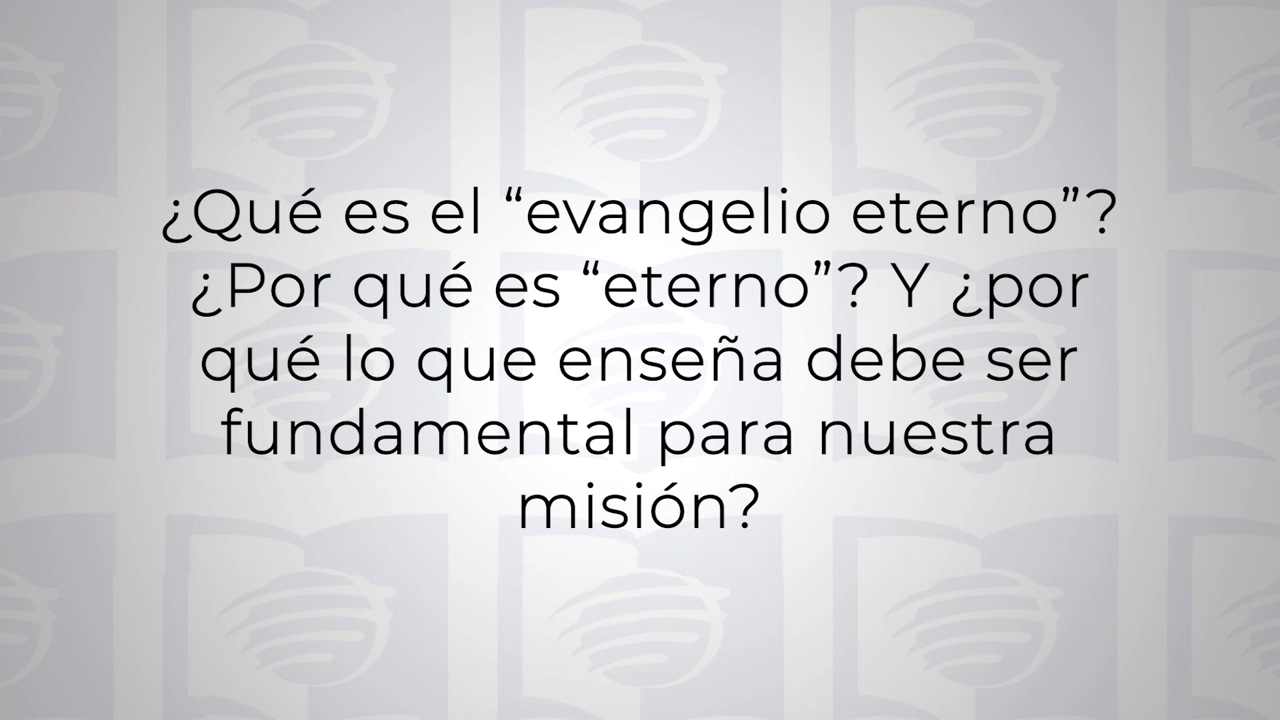 ¿Qué es el “evangelio eterno”?
¿Por qué es “eterno”? Y ¿por
qué lo que enseña debe ser
fundamental para nuestra
misión?